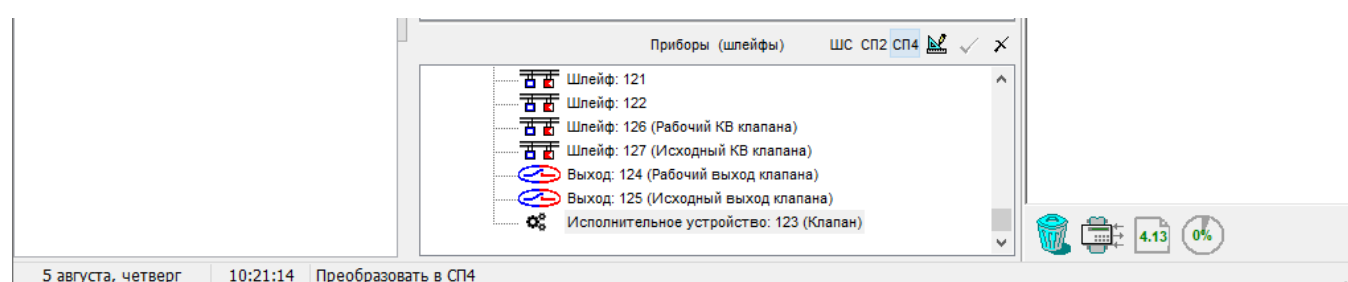 Приборы (шлейфы) ШС СП2 СП4
Шлейф: 121
Шлейф: 122
Шлейф: 126 (Рабочий КВ клапана)
Шлейф: 127 (Исходный КВ клапана)
Выход: 124 (Рабочий выход клапана)
Выход: 125 (Исходный выход клапана)
Исполнительное устройство: 123 (Клапан)
4.13 0%
5 августа, четверг 10:21:14 Преобразовать в СП4